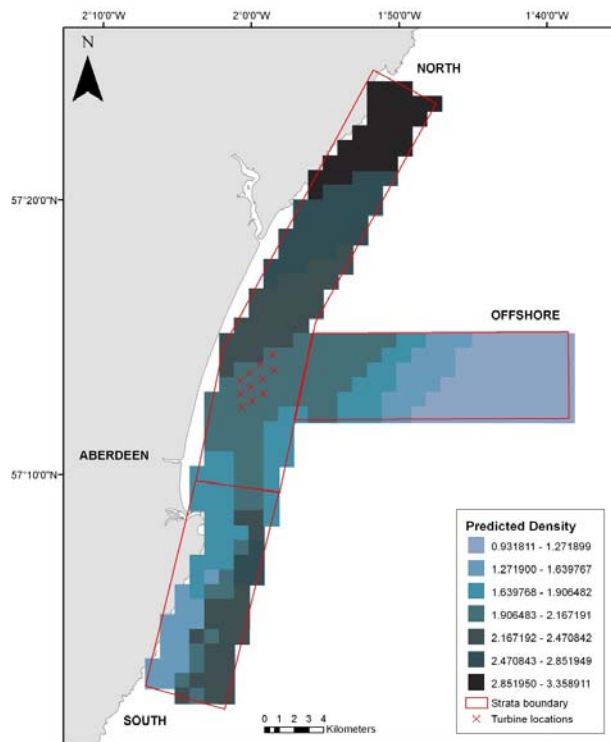 2°10'0"W 2°0'0"W 1°50'0"W 1°40'0"W
N
NORTH
57°20'0"N
OFFSHORE
ABERDEEN
57°10'0"N
Predicted Density
0.931811 - 1.271899
1.271900 - 1.639767
1.639768 - 1.906482
1.906483 - 2.167191
2.167192 - 2.470842
2.470843 - 2.851949
2.851950 - 3.358911
Strata boundary
Turbine locations
SOUTH
0 1 2 3 4
Kilometers